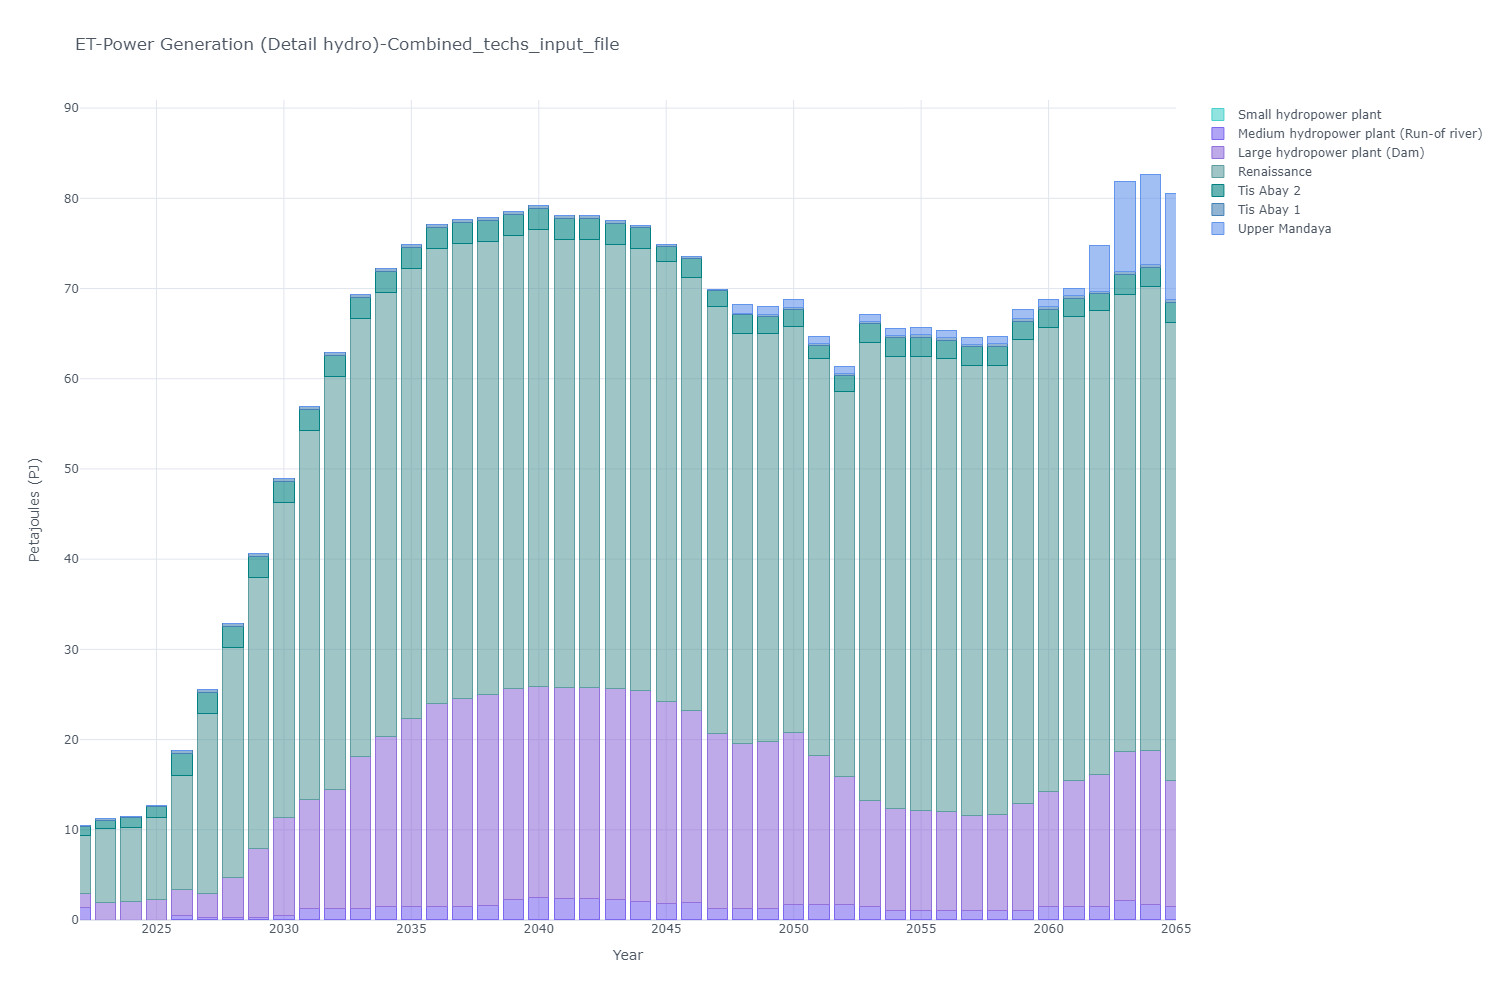 ET-Power Generation (Detail hydro)-Combined_techs_input_file
90
80
70
60
50
40
30
20
10
0
Petajoules (PJ)
2025 2030 2035 2040 2045 2050 2055 2060 2065
Year
Small hydropower plant
Medium hydropower plant (Run-of river)
Large hydropower plant (Dam)
Renaissance
Tis Abay 2
Tis Abay 1
Upper Mandaya